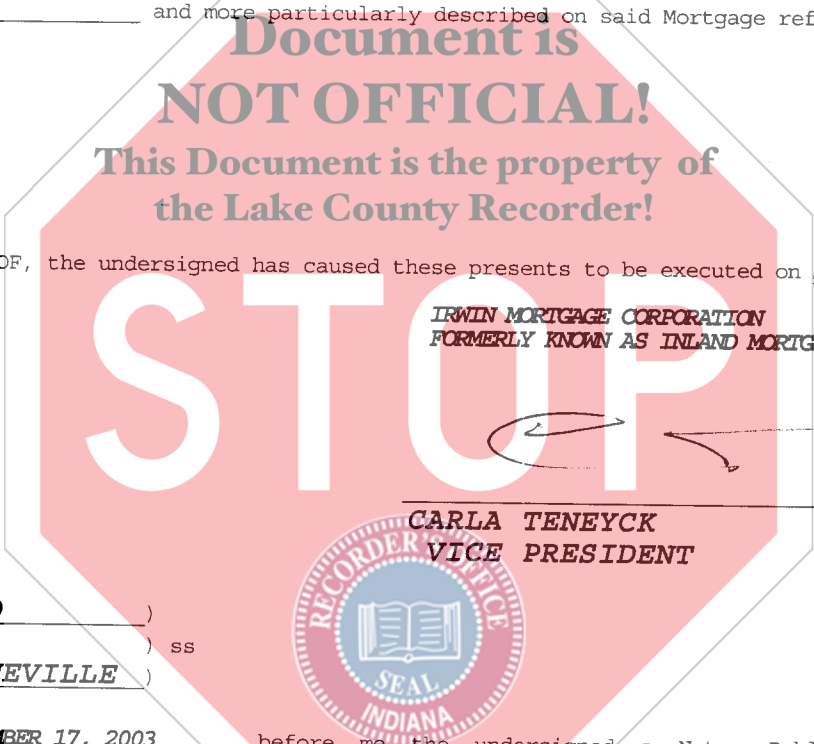 and more particularly described on said Mortgage ref
Document is
NOT OFFICIAL!
This Document is the property of
the Lake County Recorder!
OF, the undersigned has caused these presents to be executed on
STOP
IRWIN MORTGAGE CORPORATION
FORMERLY KNOWN AS INLAND MORTG
CARLA TENEYCK
VICE PRESIDENT
RECORDER'S OFFICE
SEAL
INDIANA
)
) ss
EVILLE )
BER 17, 2003 before me the undersigned a Notary Publ